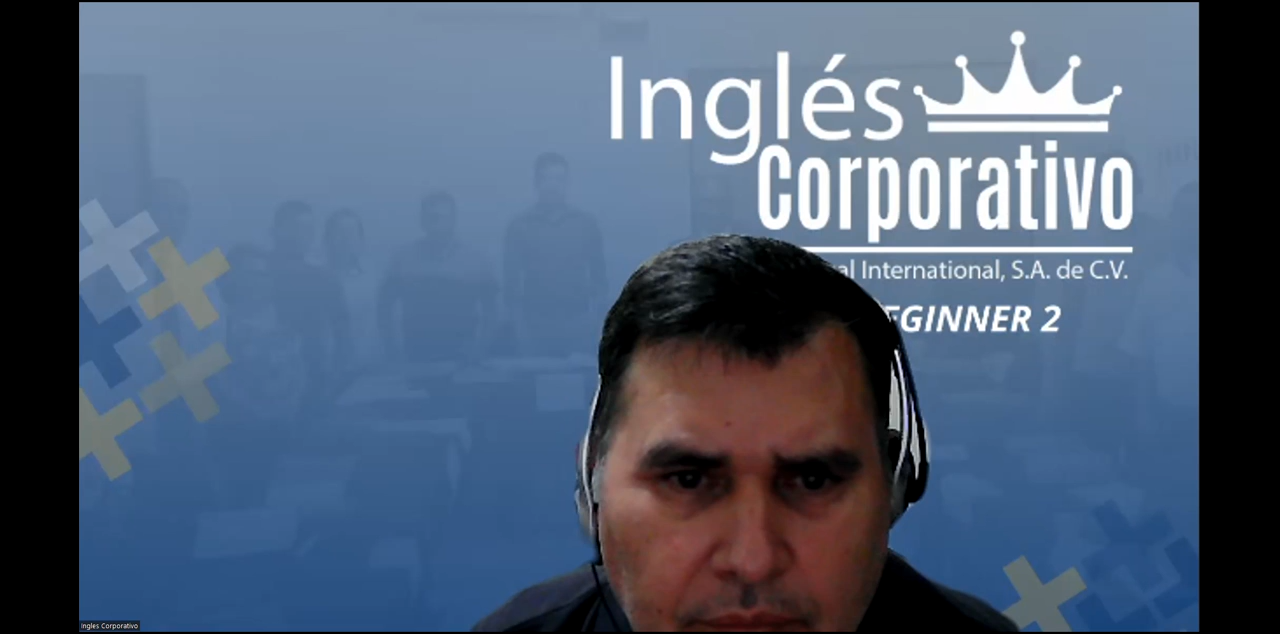 Inglés
Corporativo
al International, S.A. de C.V.
EGINNER 2
Ingles Corporativo